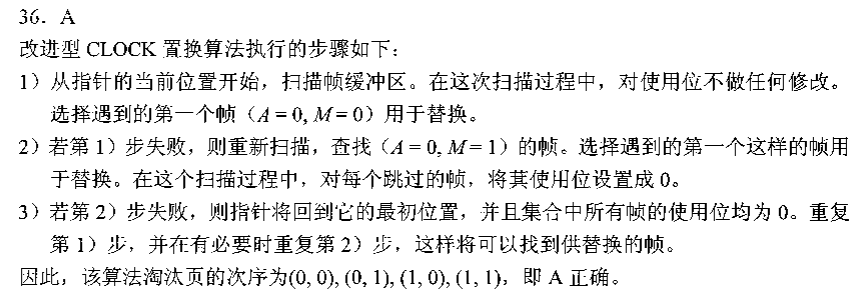 36．A
改进型 CLOCK 置换算法执行的步骤如下：
1）从指针的当前位置开始，扫描帧缓冲区。在这次扫描过程中，对使用位不做任何修改。
选择遇到的第一个帧（A = 0, M = 0）用于替换。
2）若第 1）步失败，则重新扫描，查找（A = 0, M = 1）的帧。选择遇到的第一个这样的帧用
于替换。在这个扫描过程中，对每个跳过的帧，将其使用位设置成 0。
3）若第 2）步失败，则指针将回到它的最初位置，并且集合中所有帧的使用位均为 0。重复
第 1）步，并在有必要时重复第 2）步，这样将可以找到供替换的帧。
因此，该算法淘汰页的次序为(0, 0), (0, 1), (1, 0), (1, 1)，即 A 正确。